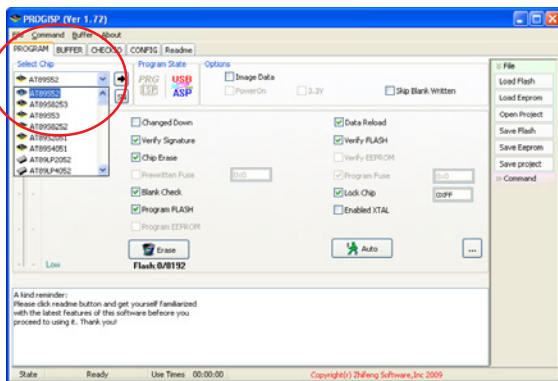 PROGISP (Ver 1.72)
File Command Buffer About
PROGRAM BUFFER CHECKSD CONFIG Readme
Select Chip Program State Options
AT89S52 PRG ISP USB ASP Image Data
PowerOn 3.3V Skip Blank Written
AT89S52
AT89S8253
AT89S53
AT89S8252
AT89S2051
AT89S4051
AT89LP2052
AT89LP4052
Changed Down Data Reload
Verify Signature Verify FLASH
Chip Erase Verify EEPROM
Prewritten Fuse 0x0 Program Fuse 0x0
Blank Check Lock Chip 0xFF
Program FLASH Enabled XTAL
Program EEPROM
Erase Auto ...
Low Flash:0/8192
File
Load Flash
Load Eeprom
Open Project
Save Flash
Save Eeprom
Save project
Command
A kind reminder:
Please click readme button and get yourself familiarized
with the latest features of this software befeore you
proceed to using it. Thank you!
State Ready Use Times 00:00:00 Copyright(r) Zhifeng Software,Inc 2009